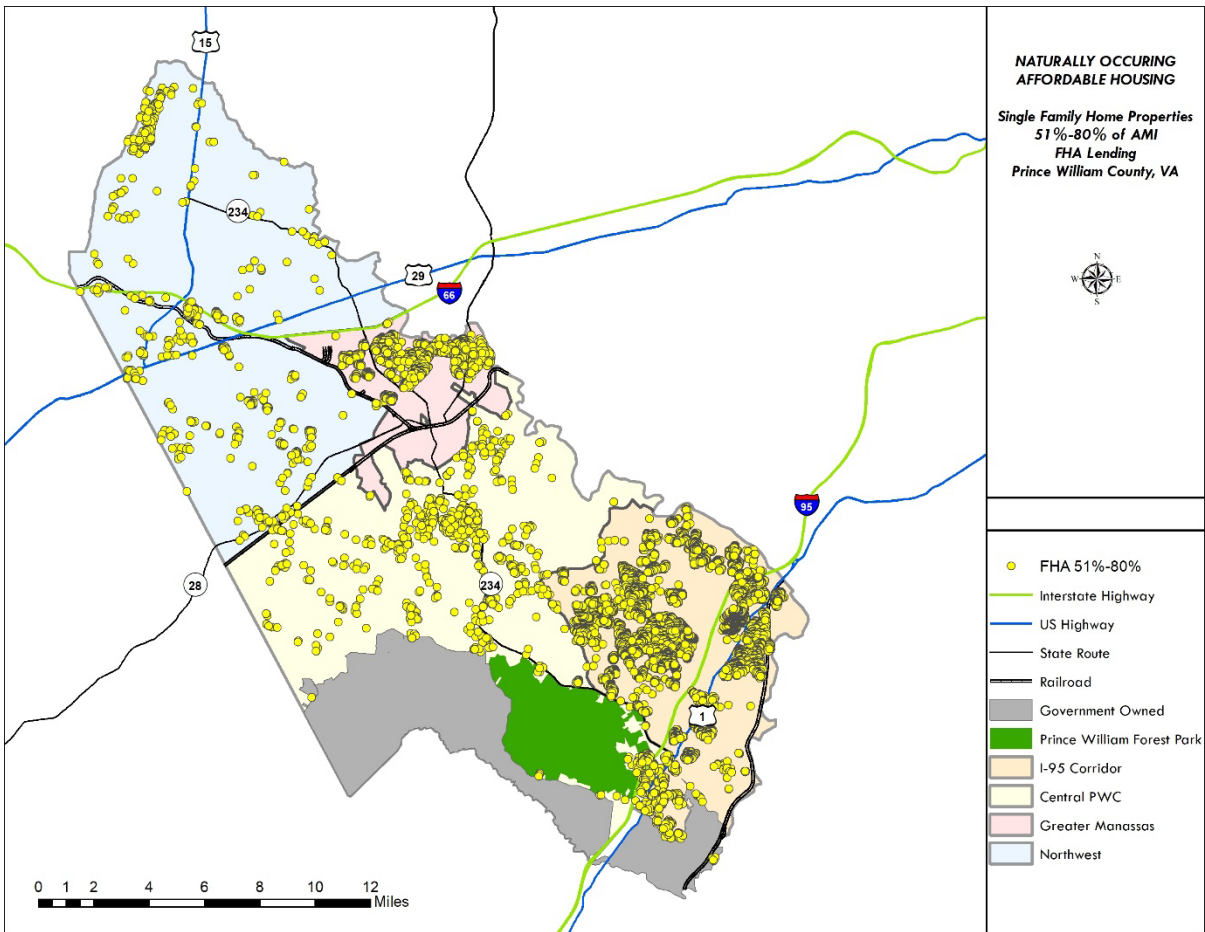 NATURALLY OCCURING
AFFORDABLE HOUSING
Single Family Home Properties
51%-80% of AMI
FHA Lending
Prince William County, VA
N
W E
S
15
234
29
66
95
28
234
1
FHA 51%-80%
Interstate Highway
US Highway
State Route
Railroad
Government Owned
Prince William Forest Park
I-95 Corridor
Central PWC
Greater Manassas
Northwest
0 1 2 4 6 8 10 12
Miles